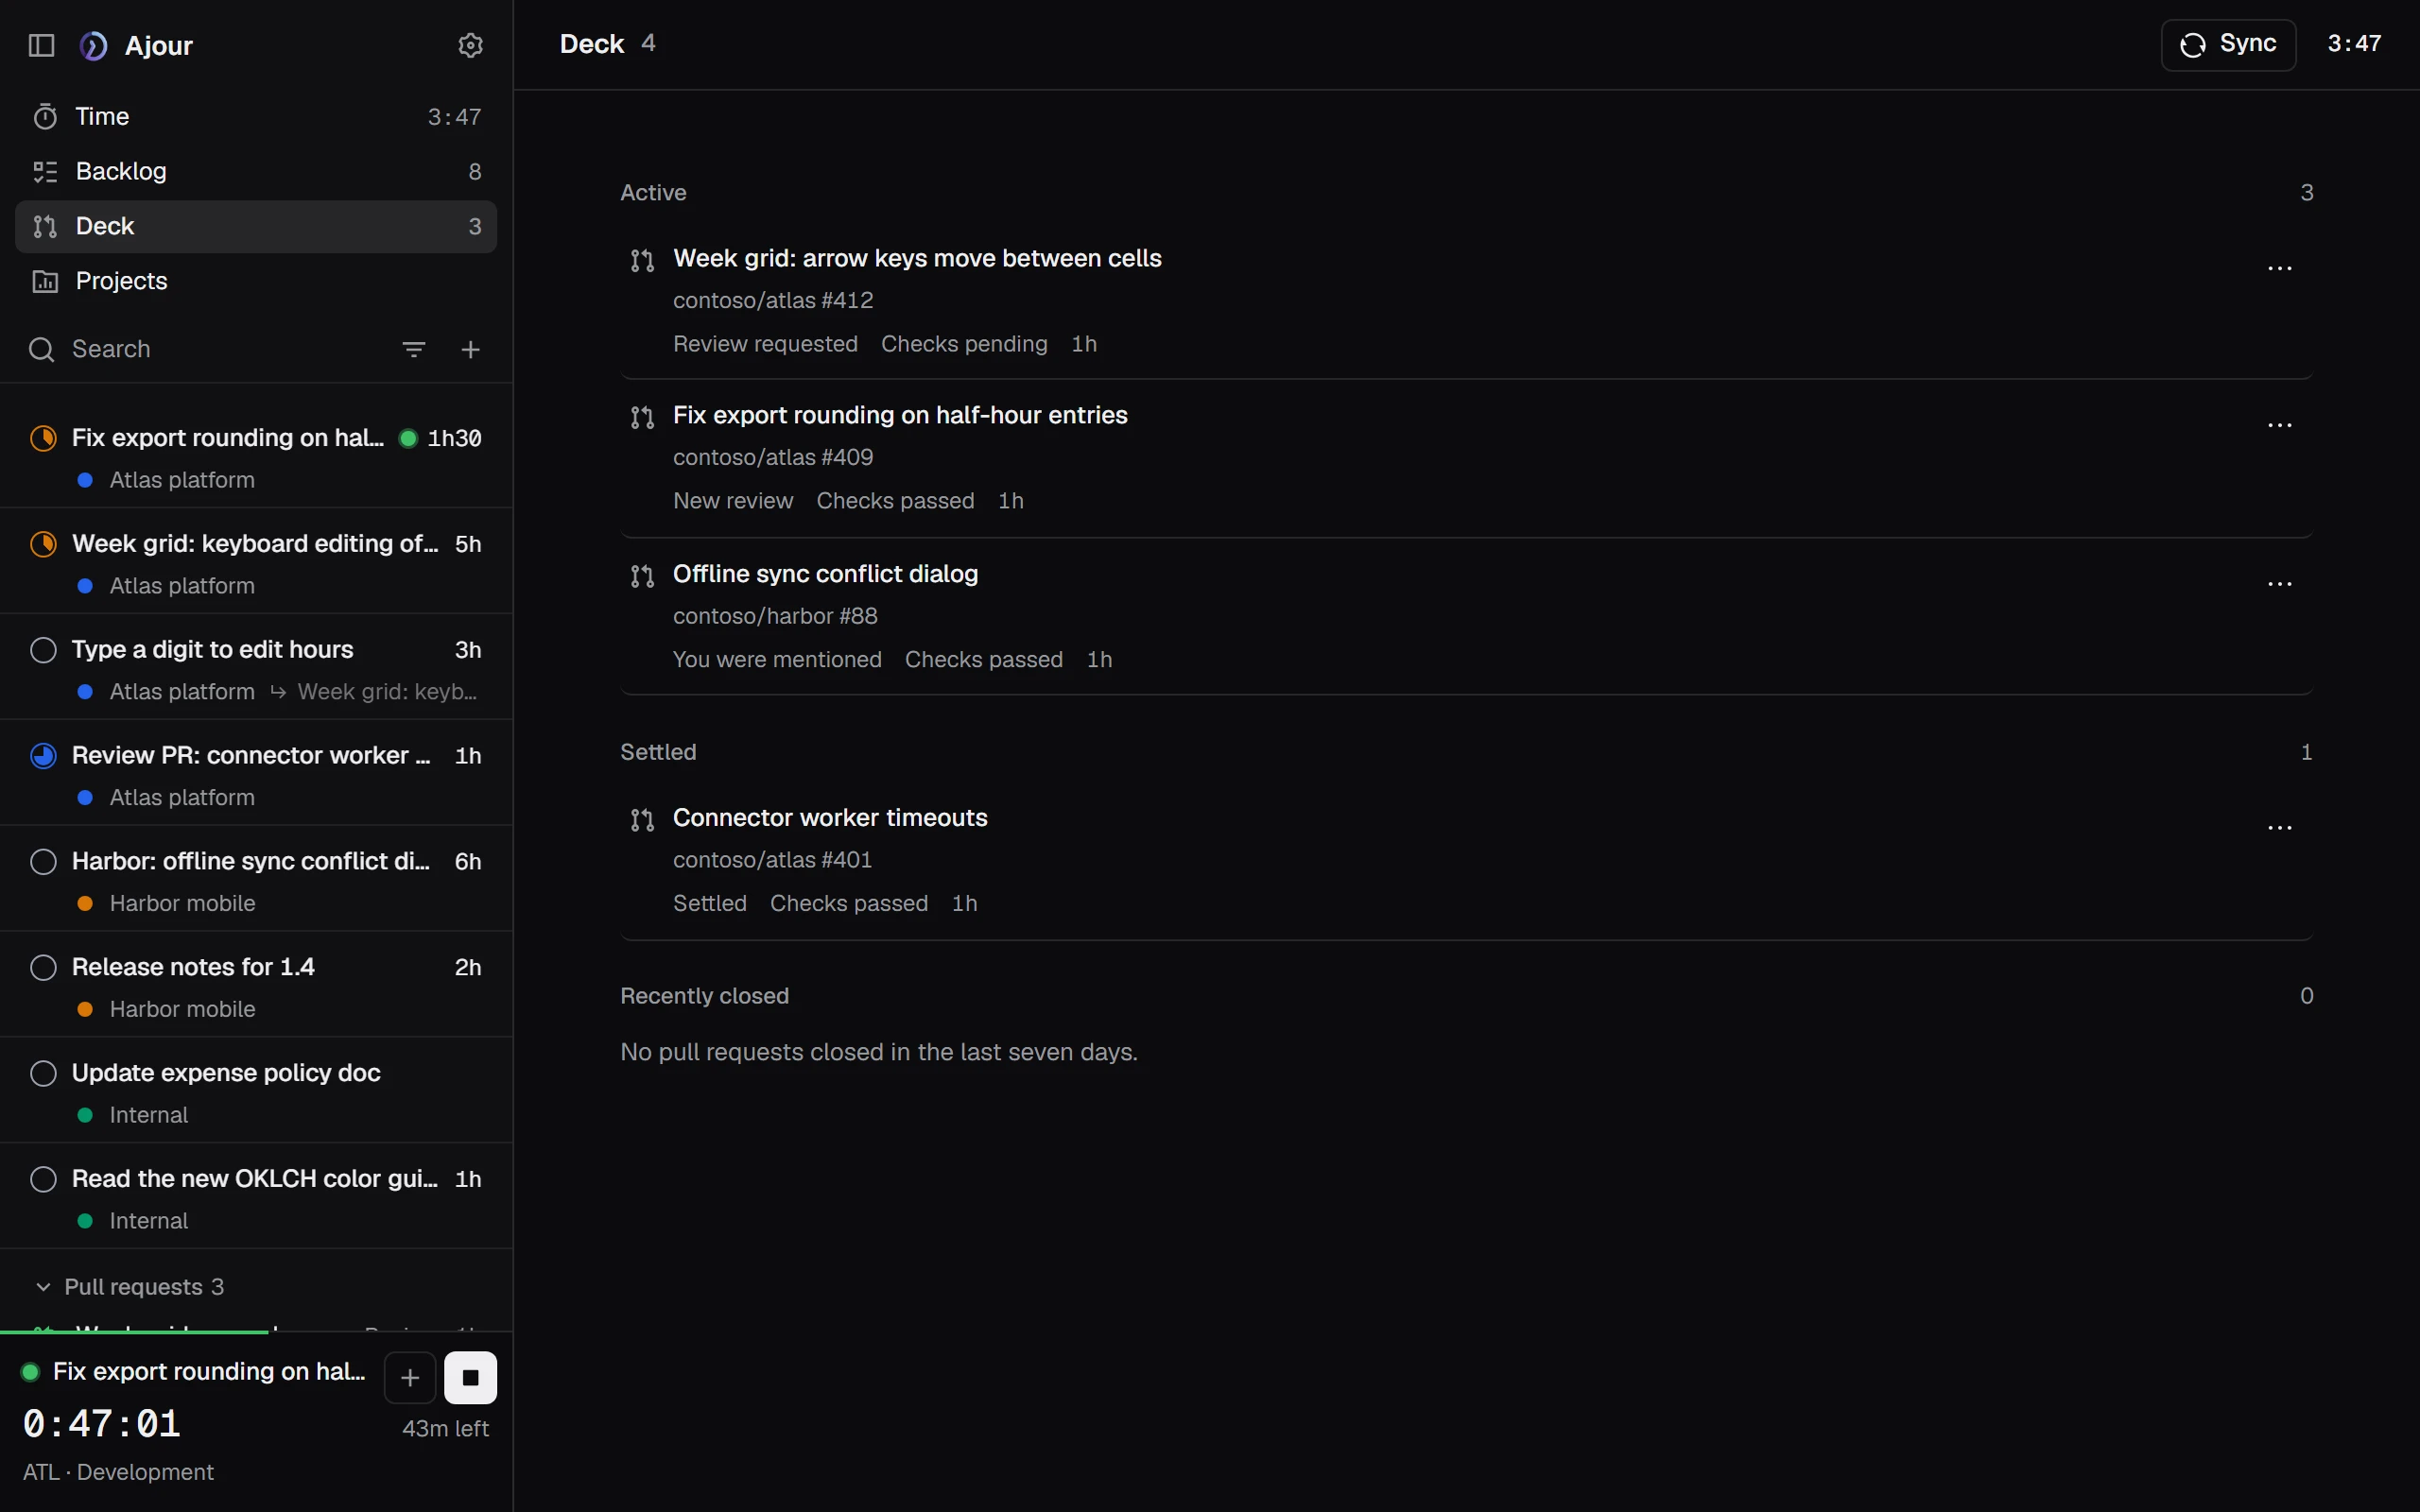 Ajour
Time 3:47
Backlog 8
Deck 3
Projects
Search
Fix export rounding on hal... 1h30
Atlas platform
Week grid: keyboard editing of... 5h
Atlas platform
Type a digit to edit hours 3h
Atlas platform ↳ Week grid: keyb...
Review PR: connector worker ... 1h
Atlas platform
Harbor: offline sync conflict di... 6h
Harbor mobile
Release notes for 1.4 2h
Harbor mobile
Update expense policy doc
Internal
Read the new OKLCH color gui... 1h
Internal
Pull requests 3
Fix export rounding on hal...
0:47:01 43m left
ATL · Development
Deck 4
Sync 3:47
Active 3
Week grid: arrow keys move between cells
contoso/atlas #412
Review requested Checks pending 1h
Fix export rounding on half-hour entries
contoso/atlas #409
New review Checks passed 1h
Offline sync conflict dialog
contoso/harbor #88
You were mentioned Checks passed 1h
Settled 1
Connector worker timeouts
contoso/atlas #401
Settled Checks passed 1h
Recently closed 0
No pull requests closed in the last seven days.